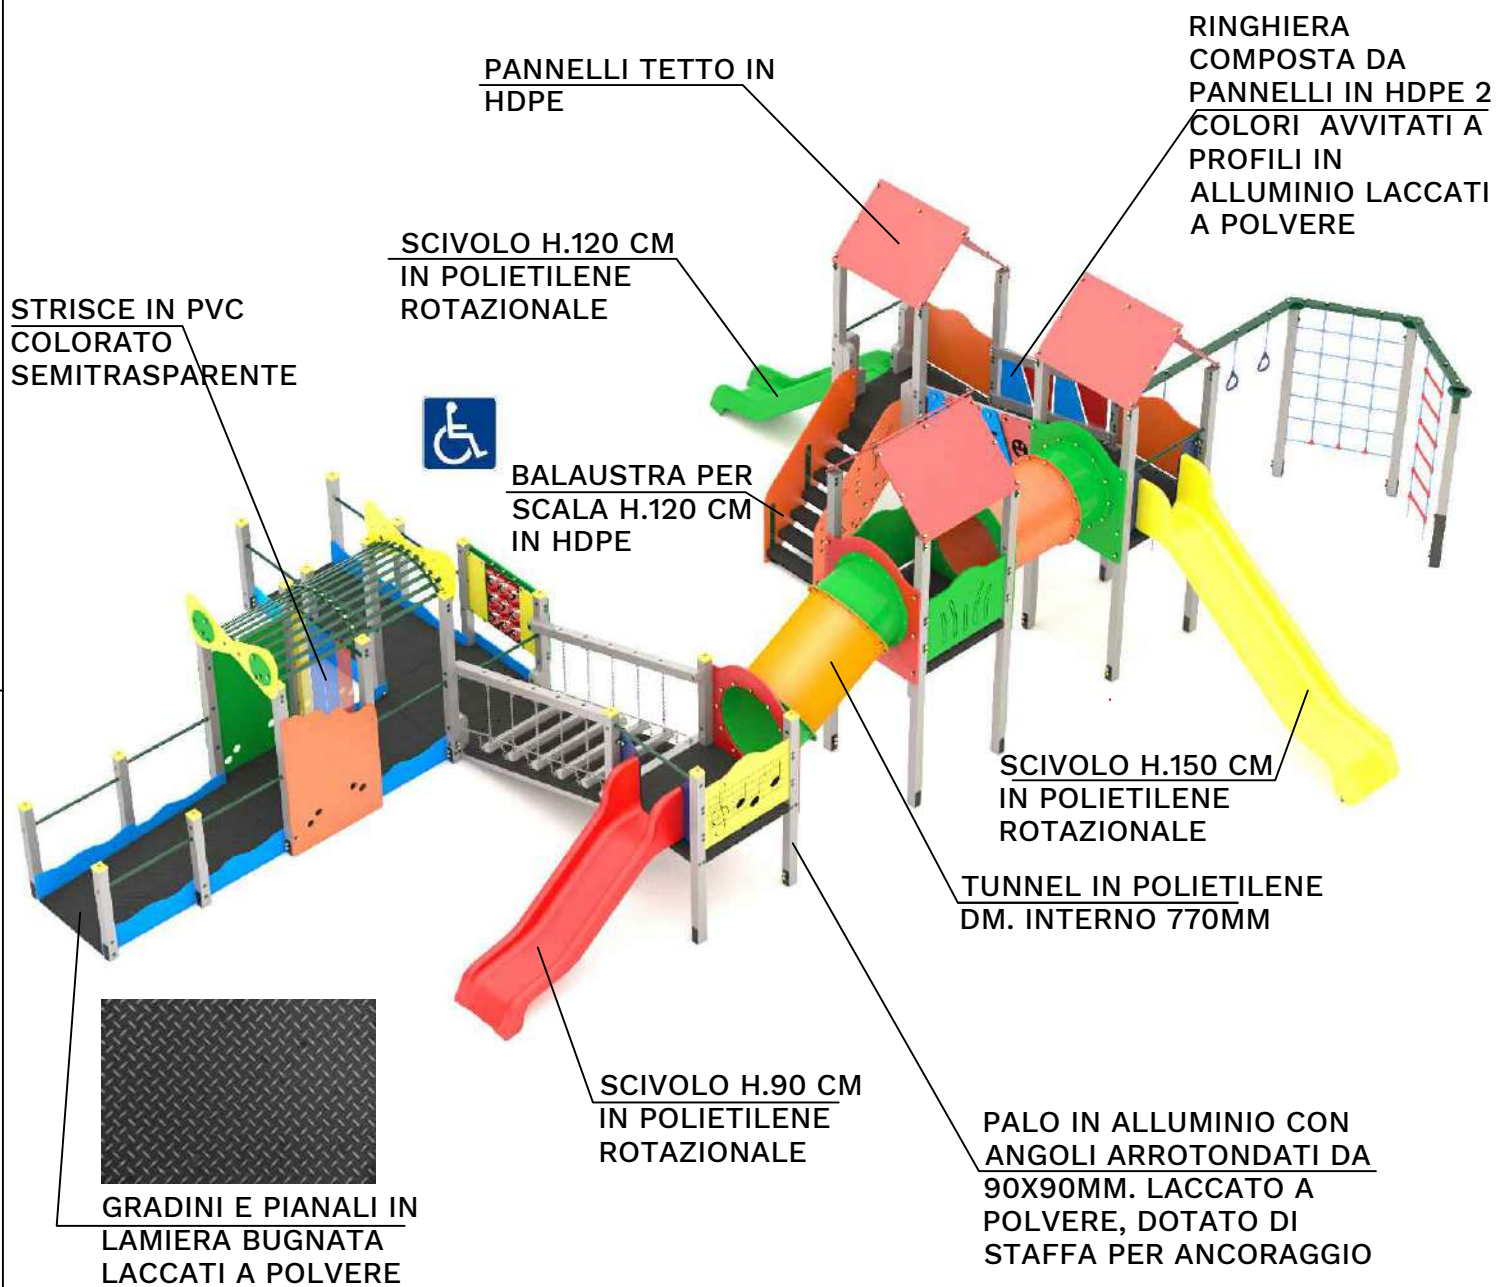 RINGHIERA
COMPOSTA DA
PANNELLI IN HDPE 2
COLORI  AVVITATI A
PROFILI IN
ALLUMINIO LACCATI
A POLVERE
PANNELLI TETTO IN
HDPE
SCIVOLO H.120 CM
IN POLIETILENE
ROTAZIONALE
STRISCE IN PVC
COLORATO
SEMITRASPARENTE
BALAUSTRA PER
SCALA H.120 CM
IN HDPE
SCIVOLO H.150 CM
IN POLIETILENE
ROTAZIONALE
TUNNEL IN POLIETILENE
DM. INTERNO 770MM
SCIVOLO H.90 CM
IN POLIETILENE
ROTAZIONALE
PALO IN ALLUMINIO CON
ANGOLI ARROTONDATI DA
90X90MM. LACCATO A
POLVERE, DOTATO DI
STAFFA PER ANCORAGGIO
GRADINI E PIANALI IN
LAMIERA BUGNATA
LACCATI A POLVERE